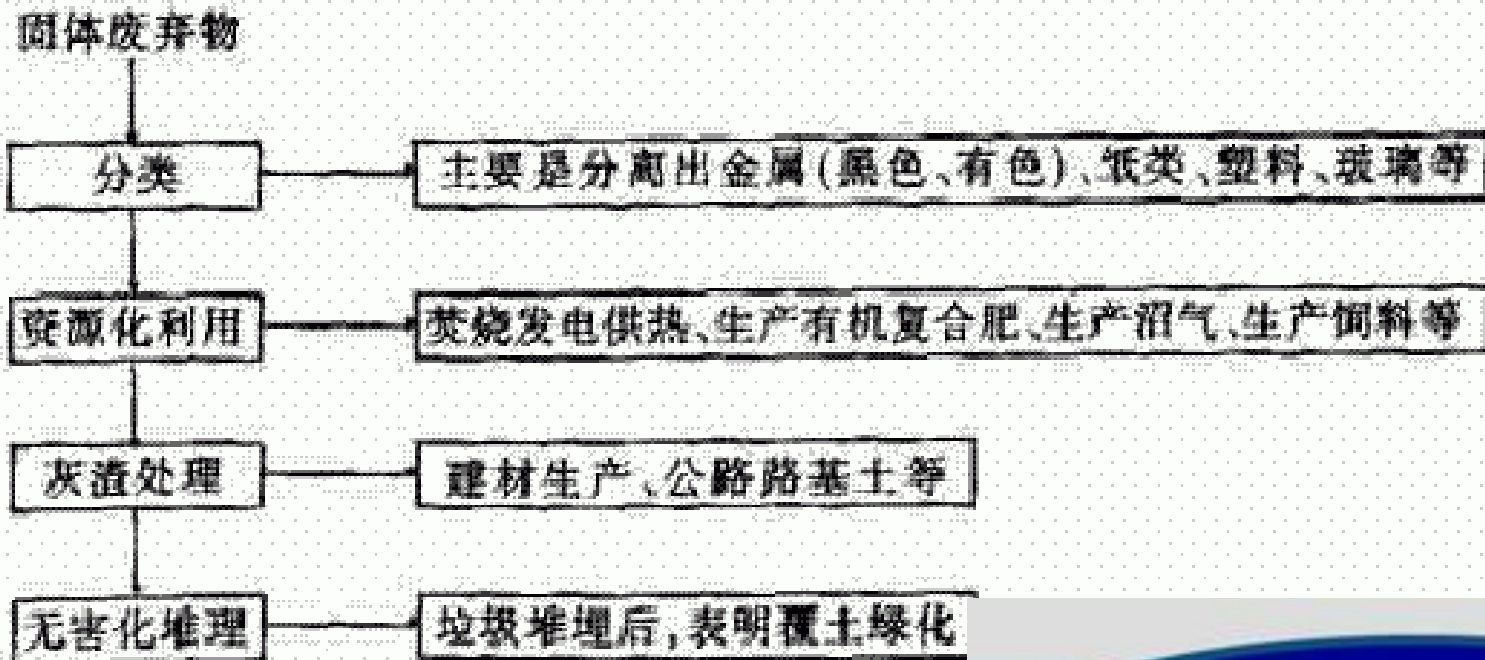 固体废弃物
分类
主要是分离出金属(黑色、有色)、纸类、塑料、玻璃等
资源化利用
焚烧发电供热、生产有机复合肥、生产沼气、生产饲料等
灰渣处理
建材生产、公路路基土等
无害化堆埋
垃圾堆埋后,表明覆土绿化